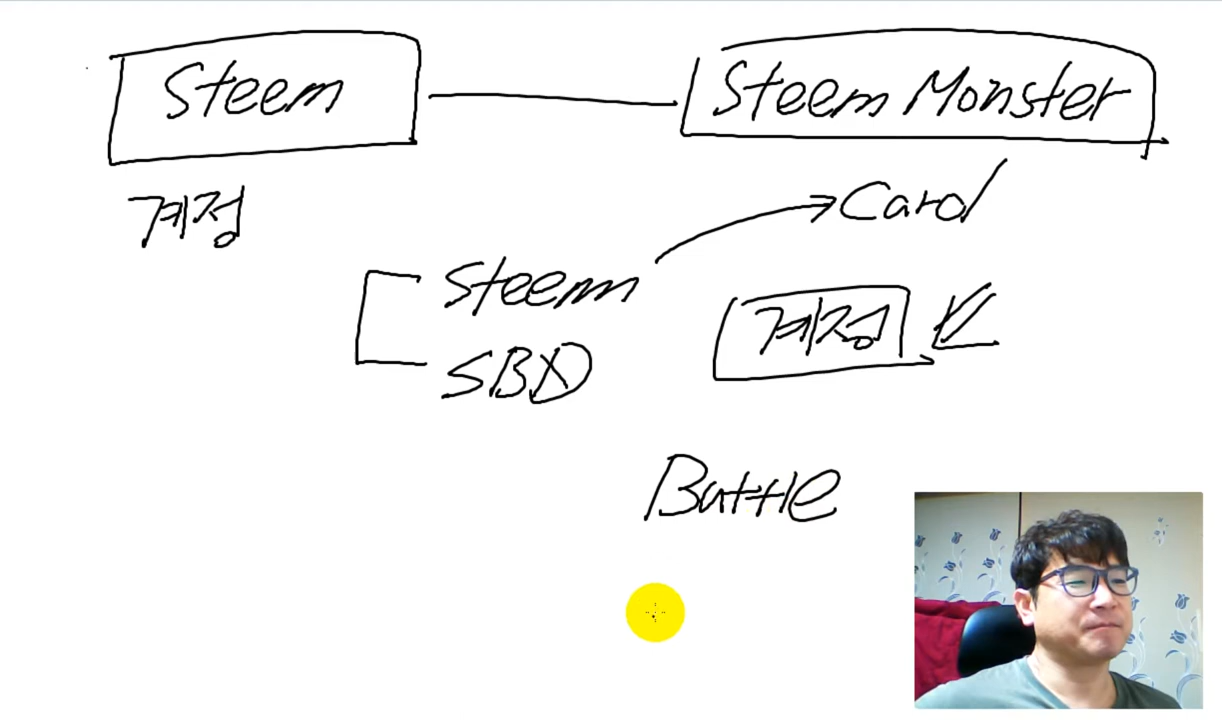 Steem
Steem Monster
계정
Card
Steem
SBD
계정
Battle